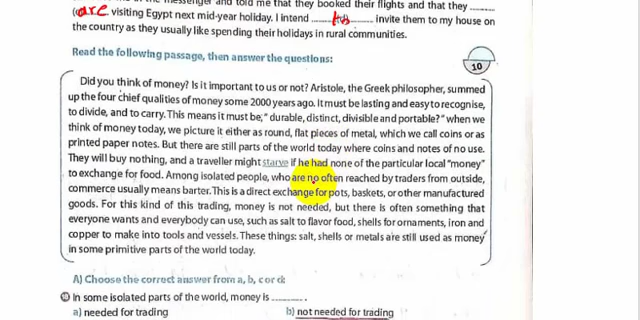 messenger and told me that they booked their flights and that they ..........
(are visiting Egypt next mid-year holiday. I intend ........ to ........ invite them to my house on
the country as they usually like spending their holidays in rural communities.
Read the following passage, then answer the questions:
10
Did you think of money? Is it important to us or not? Aristole, the Greek philosopher, summed
up the four chief qualities of money some 2000 years ago. It must be lasting and easy to recognise,
to divide, and to carry. This means it must be, " durable, distinct, divisible and portable?" when we
think of money today, we picture it either as round, flat pieces of metal, which we call coins or as
printed paper notes. But there are still parts of the world today where coins and notes of no use.
They will buy nothing, and a traveller might starve if he had none of the particular local "money"
to exchange for food. Among isolated people, who are no often reached by traders from outside,
commerce usually means barter. This is a direct exchange for pots, baskets, or other manufactured
goods. For this kind of this trading, money is not needed, but there is often something that
everyone wants and everybody can use, such as salt to flavor food, shells for ornaments, iron and
copper to make into tools and vessels. These things: salt, shells or metals are still used as money
in some primitive parts of the world today.
A) Choose the correct answer from a, b, c or d:
In some isolated parts of the world, money is ..........
a) needed for trading b) not needed for trading